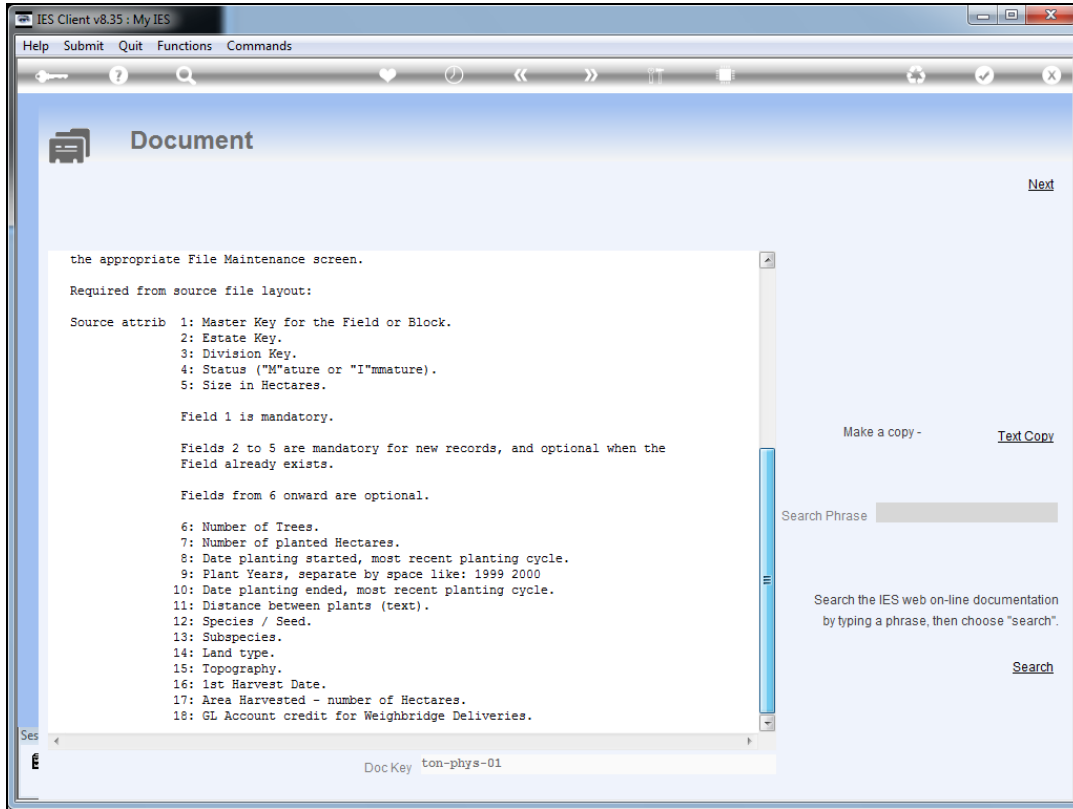 IES Client v8.35 : My IES
Help Submit Quit Functions Commands
Document
Next
the appropriate File Maintenance screen.
Required from source file layout:
Source attrib 1: Master Key for the Field or Block.
2: Estate Key.
3: Division Key.
4: Status ("M"ature or "I"mmature).
5: Size in Hectares.
Field 1 is mandatory.
Fields 2 to 5 are mandatory for new records, and optional when the
Field already exists.
Fields from 6 onward are optional.
6: Number of Trees.
7: Number of planted Hectares.
8: Date planting started, most recent planting cycle.
9: Plant Years, separate by space like: 1999 2000
10: Date planting ended, most recent planting cycle.
11: Distance between plants (text).
12: Species / Seed.
13: Subspecies.
14: Land type.
15: Topography.
16: 1st Harvest Date.
17: Area Harvested - number of Hectares.
18: GL Account credit for Weighbridge Deliveries.
Make a copy - Text Copy
Search Phrase
Search the IES web on-line documentation
by typing a phrase, then choose "search".
Search
Ses
Doc Key ton-phys-01